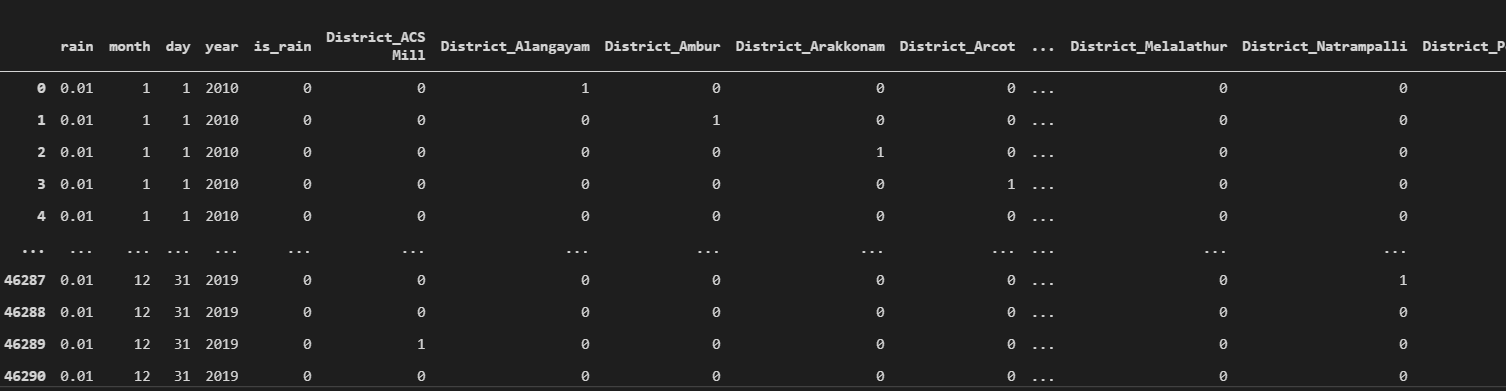 rain month day year is_rain District_ACS Mill District_Alangayam District_Ambur District_Arakkonam District_Arcot ... District_Melalathur District_Natrampalli
0 0.01 1 1 2010 0 0 1 0 0 0 ... 0 0
1 0.01 1 1 2010 0 0 0 1 0 0 ... 0 0
2 0.01 1 1 2010 0 0 0 0 1 0 ... 0 0
3 0.01 1 1 2010 0 0 0 0 0 1 ... 0 0
4 0.01 1 1 2010 0 0 0 0 0 0 ... 0 0
... ... ... ... ... ... ... ... ... ... ... ... ... ...
46287 0.01 12 31 2019 0 0 0 0 0 0 ... 0 1
46288 0.01 12 31 2019 0 0 0 0 0 0 ... 0 0
46289 0.01 12 31 2019 0 1 0 0 0 0 ... 0 0
46290 0.01 12 31 2019 0 0 0 0 0 0 ... 0 0